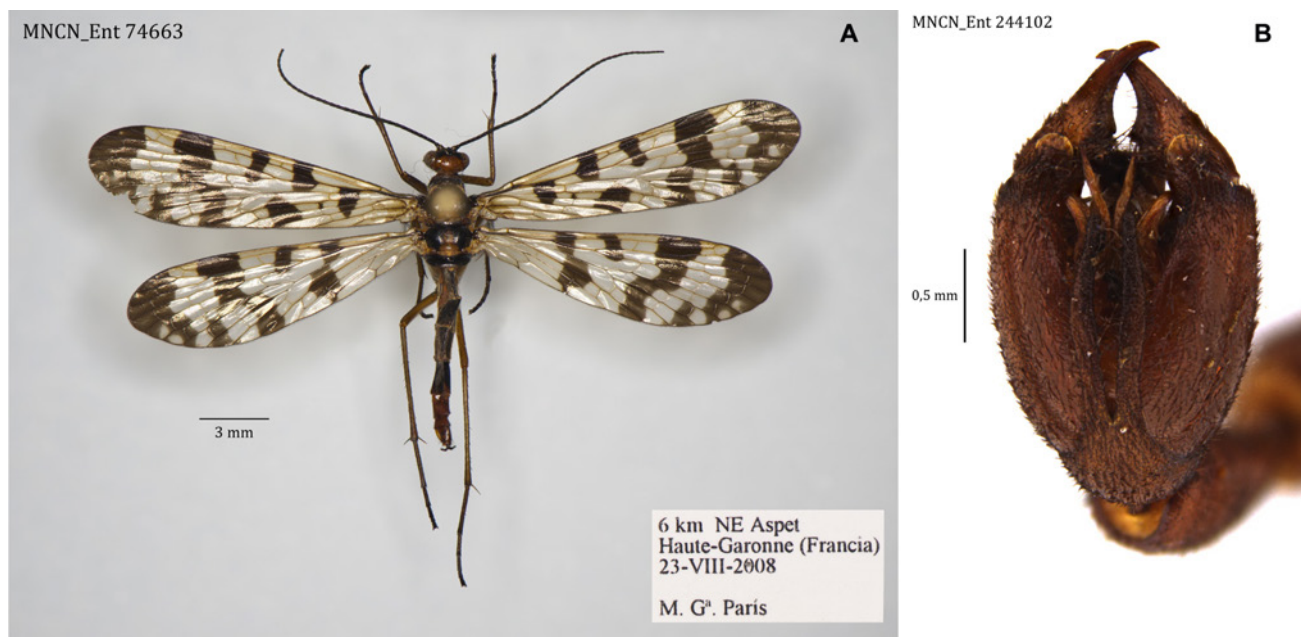 MNCN_Ent 74663
A
3 mm
6 km NE Aspet
Haute-Garonne (Francia)
23-VIII-2008
M. Gª. París
MNCN_Ent 244102
B
0,5 mm